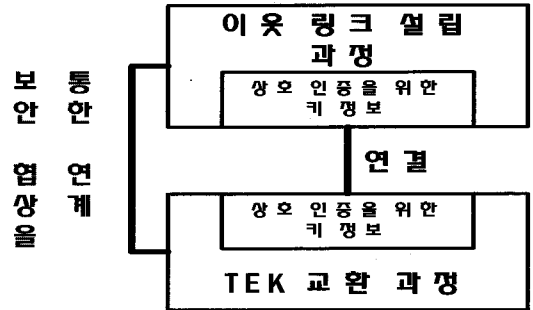 이웃 링크 설립
과정
상호 인증을 위한
키 정보
보안 협상을
통한 연계
연결
상호 인증을 위한
키 정보
TEK 교환 과정